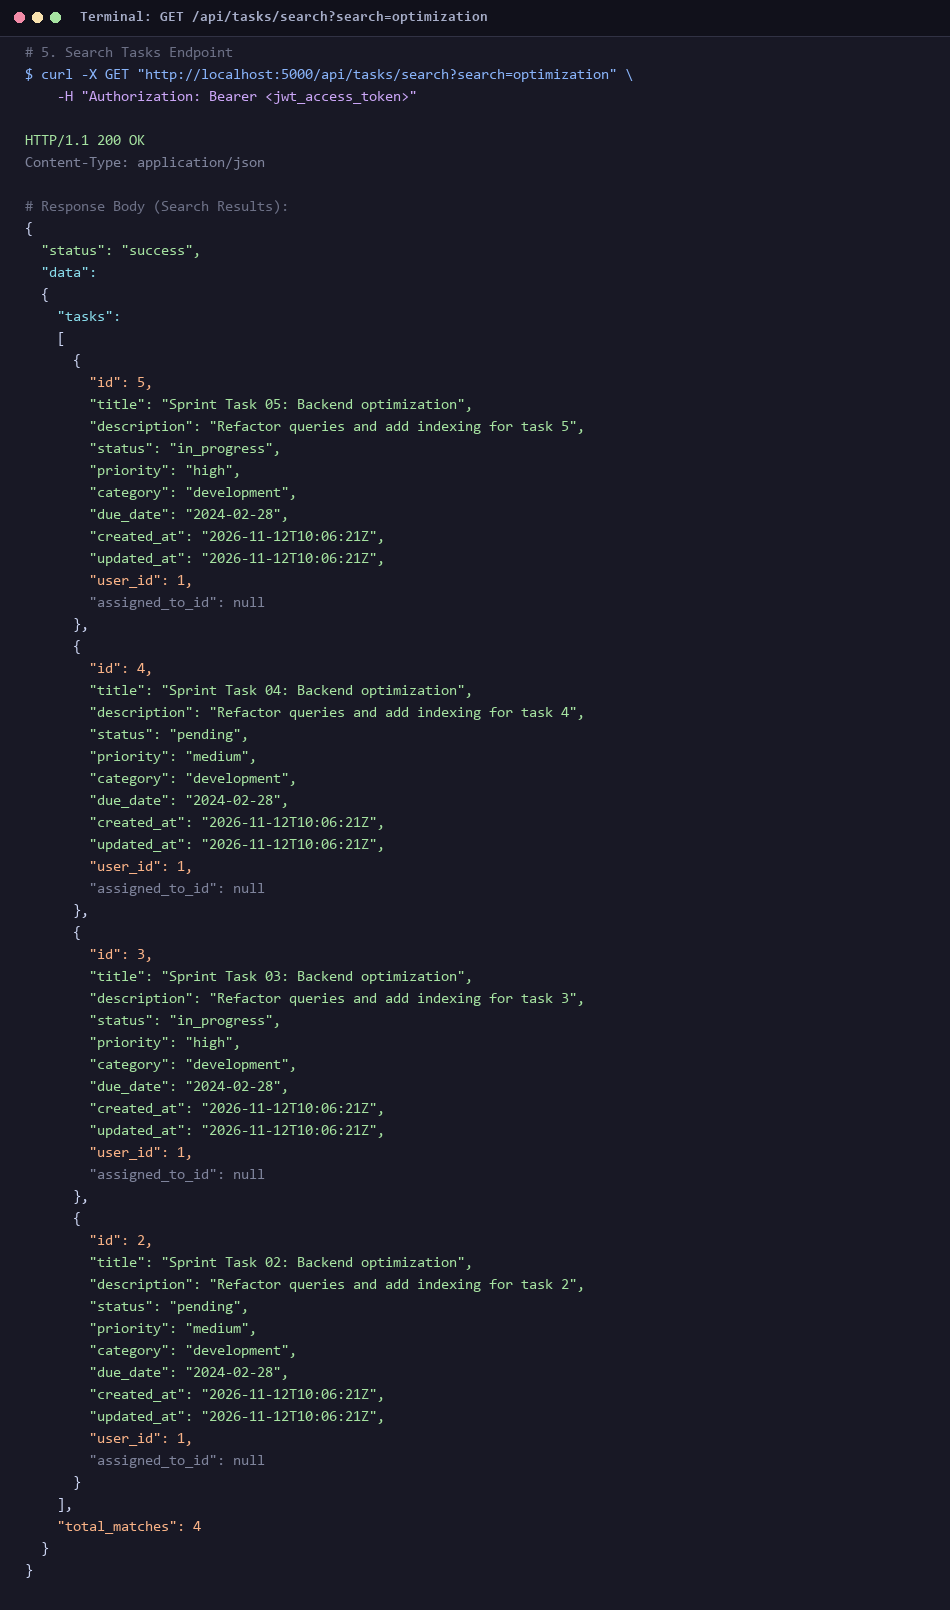 Terminal: GET /api/tasks/search?search=optimization
# 5. Search Tasks Endpoint
$ curl -X GET "http://localhost:5000/api/tasks/search?search=optimization" \
    -H "Authorization: Bearer <jwt_access_token>"

HTTP/1.1 200 OK
Content-Type: application/json

# Response Body (Search Results):
{
  "status": "success",
  "data":
  {
    "tasks":
    [
      {
        "id": 5,
        "title": "Sprint Task 05: Backend optimization",
        "description": "Refactor queries and add indexing for task 5",
        "status": "in_progress",
        "priority": "high",
        "category": "development",
        "due_date": "2024-02-28",
        "created_at": "2026-11-12T10:06:21Z",
        "updated_at": "2026-11-12T10:06:21Z",
        "user_id": 1,
        "assigned_to_id": null
      },
      {
        "id": 4,
        "title": "Sprint Task 04: Backend optimization",
        "description": "Refactor queries and add indexing for task 4",
        "status": "pending",
        "priority": "medium",
        "category": "development",
        "due_date": "2024-02-28",
        "created_at": "2026-11-12T10:06:21Z",
        "updated_at": "2026-11-12T10:06:21Z",
        "user_id": 1,
        "assigned_to_id": null
      },
      {
        "id": 3,
        "title": "Sprint Task 03: Backend optimization",
        "description": "Refactor queries and add indexing for task 3",
        "status": "in_progress",
        "priority": "high",
        "category": "development",
        "due_date": "2024-02-28",
        "created_at": "2026-11-12T10:06:21Z",
        "updated_at": "2026-11-12T10:06:21Z",
        "user_id": 1,
        "assigned_to_id": null
      },
      {
        "id": 2,
        "title": "Sprint Task 02: Backend optimization",
        "description": "Refactor queries and add indexing for task 2",
        "status": "pending",
        "priority": "medium",
        "category": "development",
        "due_date": "2024-02-28",
        "created_at": "2026-11-12T10:06:21Z",
        "updated_at": "2026-11-12T10:06:21Z",
        "user_id": 1,
        "assigned_to_id": null
      }
    ],
    "total_matches": 4
  }
}